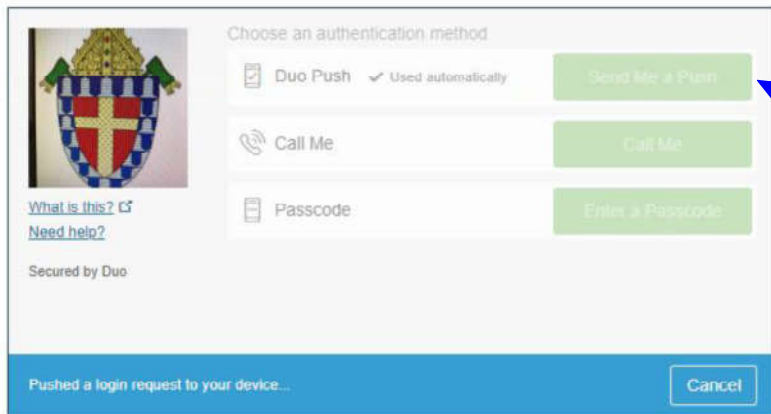 Choose an authentication method
Duo Push ✔ Used automatically
Send Me a Push
Call Me
Call Me
Passcode
Enter a Passcode
What is this?
Need help?
Secured by Duo
Pushed a login request to your device...
Cancel